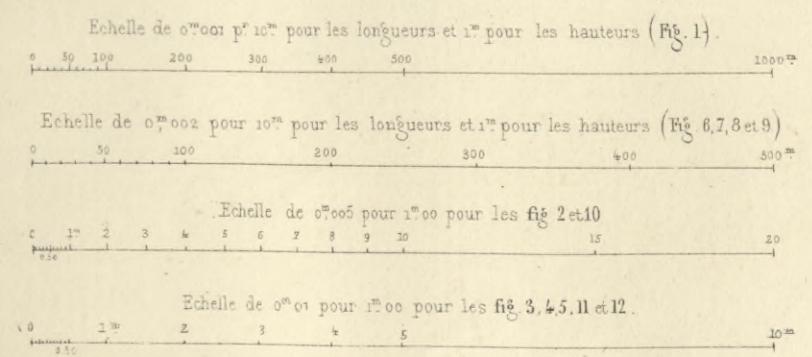 Echelle de 0m001 pr 10m pour les longueurs et 1m pour les hauteurs (Fig. 1).
0 50 100 200 300 400 500 1000m
Echelle de 0m002 pour 10m pour les longueurs et 1m pour les hauteurs (Fig. 6,7,8 et 9)
0 50 100 200 300 400 500m
Echelle de 0m005 pour 1m00 pour les fig 2 et 10
0 1m 2 3 4 5 6 7 8 9 10 15 20
0.50
Echelle de 0m01 pour 1m00 pour les fig. 3, 4, 5, 11 et 12.
0 1m 2 3 4 5 10m
0.50